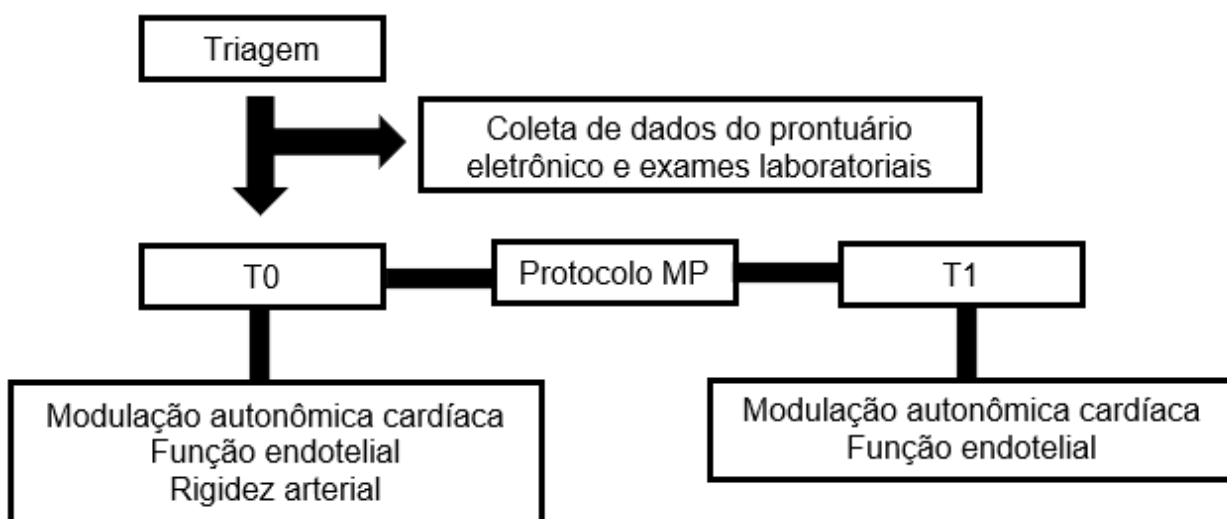 Triagem
Coleta de dados do prontuário
eletrônico e exames laboratoriais
T0
Protocolo MP
T1
Modulação autonômica cardíaca
Função endotelial
Rigidez arterial
Modulação autonômica cardíaca
Função endotelial